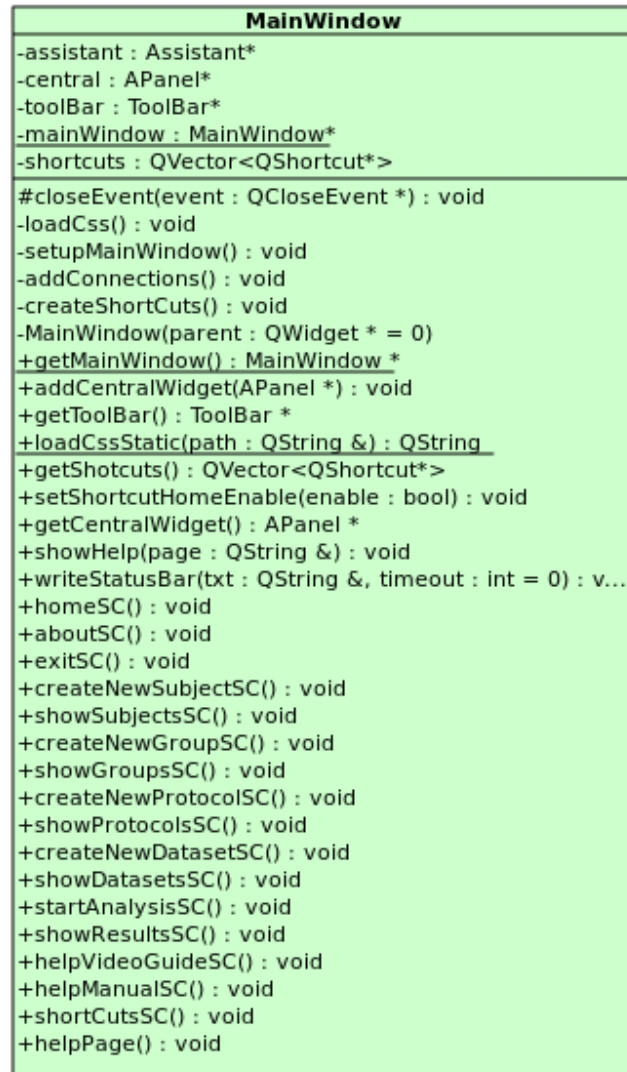 MainWindow
-assistant : Assistant*
-central : APanel*
-toolBar : ToolBar*
-mainWindow : MainWindow*
-shortcuts : QVector<QShortcut*>
#closeEvent(event : QCloseEvent *) : void
-loadCss() : void
-setupMainWindow() : void
-addConnections() : void
-createShortCuts() : void
-MainWindow(parent : QWidget * = 0)
+getMainWindow() : MainWindow *
+addCentralWidget(APanel *) : void
+getToolBar() : ToolBar *
+loadCssStatic(path : QString &) : QString
+getShotcuts() : QVector<QShortcut*>
+setShortcutHomeEnable(enable : bool) : void
+getCentralWidget() : APanel *
+showHelp(page : QString &) : void
+writeStatusBar(txt : QString &, timeout : int = 0) : v...
+homeSC() : void
+aboutSC() : void
+exitSC() : void
+createNewSubjectSC() : void
+showSubjectsSC() : void
+createNewGroupSC() : void
+showGroupsSC() : void
+createNewProtocolSC() : void
+showProtocolsSC() : void
+createNewDatasetSC() : void
+showDatasetsSC() : void
+startAnalysisSC() : void
+showResultsSC() : void
+helpVideoGuideSC() : void
+helpManualSC() : void
+shortCutsSC() : void
+helpPage() : void